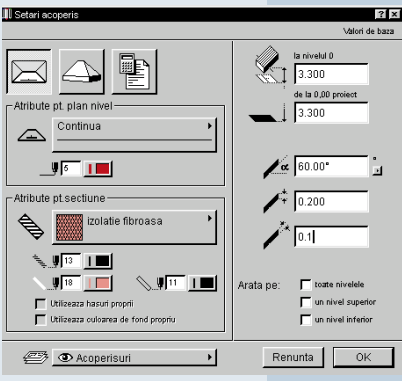 Setari acoperis
Valori de baza
la nivelul 0
3.300
de la 0,00 proiect
3.300
Atribute pt. plan nivel
Continua
5
α 60.00°
Atribute pt.sectiune
izolatie fibroasa
0.200
0.1
13
18
11
Utilizeaza hasuri proprii
Utilizeaza culoarea de fond propriu
Arata pe:
toate nivelele
un nivel superior
un nivel inferior
Acoperisuri
Renunta
OK